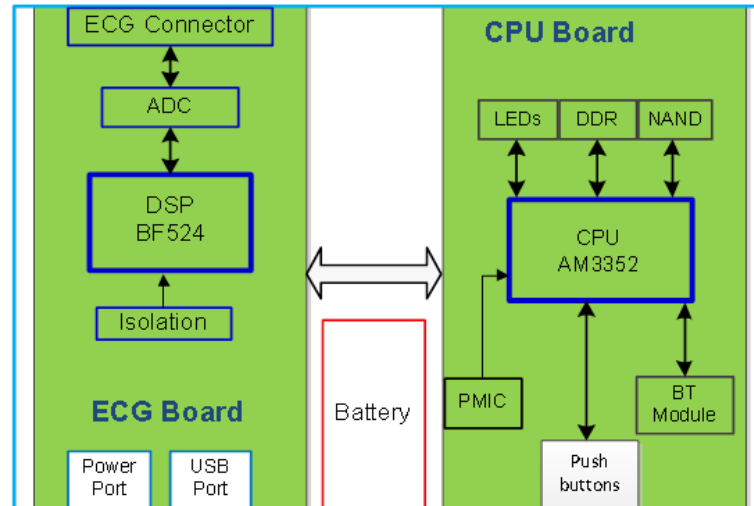 ECG Connector
ADC
DSP
BF524
Isolation
ECG Board
Power
Port
USB
Port
Battery
CPU Board
LEDs
DDR
NAND
CPU
AM3352
PMIC
BT
Module
Push
buttons